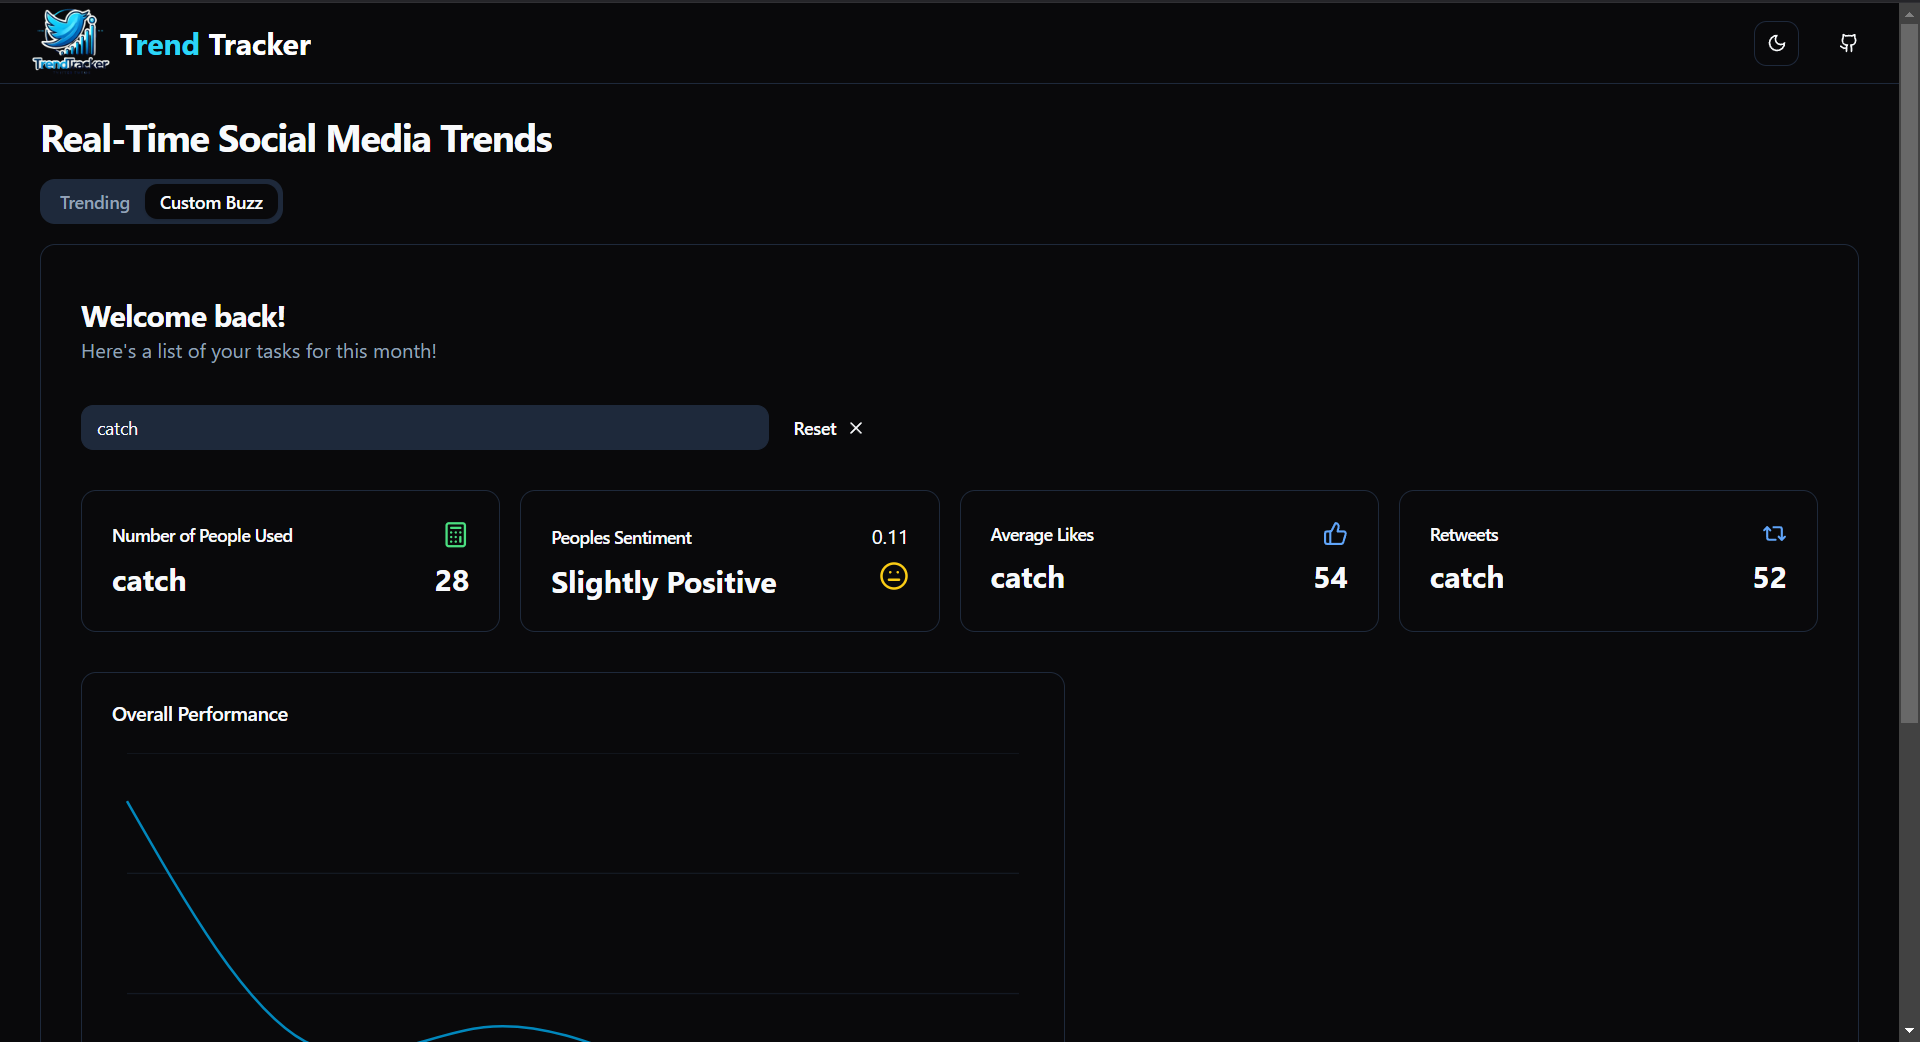 TrendTracker
Trend Tracker
Real-Time Social Media Trends
Trending
Custom Buzz
Welcome back!
Here's a list of your tasks for this month!
catch
Reset
Number of People Used
catch
28
Peoples Sentiment
0.11
Slightly Positive
Average Likes
catch
54
Retweets
catch
52
Overall Performance